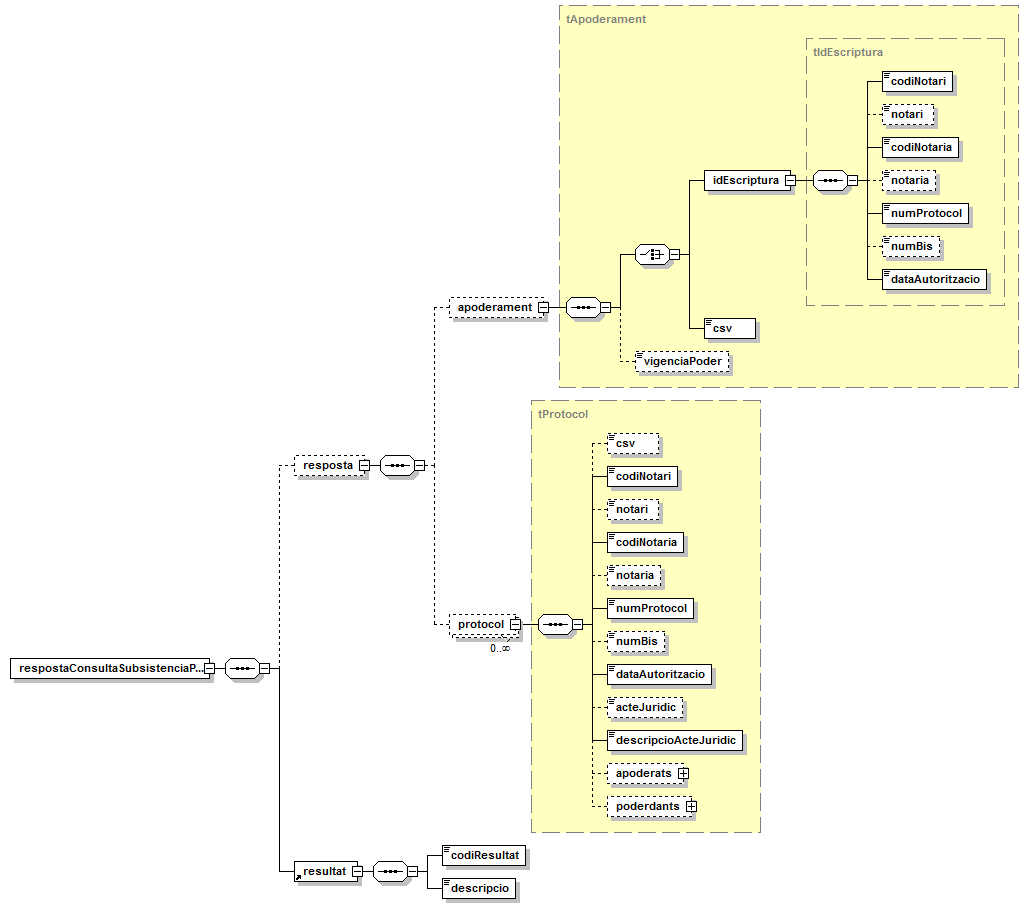 tApoderament
tIdEscriptura
codiNotari
notari
codiNotaria
idEscriptura
notaria
numProtocol
numBis
dataAutoritzacio
apoderament
csv
vigenciaPoder
tProtocol
csv
resposta
codiNotari
notari
codiNotaria
notaria
numProtocol
protocol
0..∞
numBis
respostaConsultaSubsistenciaP...
dataAutoritzacio
acteJuridic
descripcioActeJuridic
apoderats
poderdants
codiResultat
resultat
descripcio